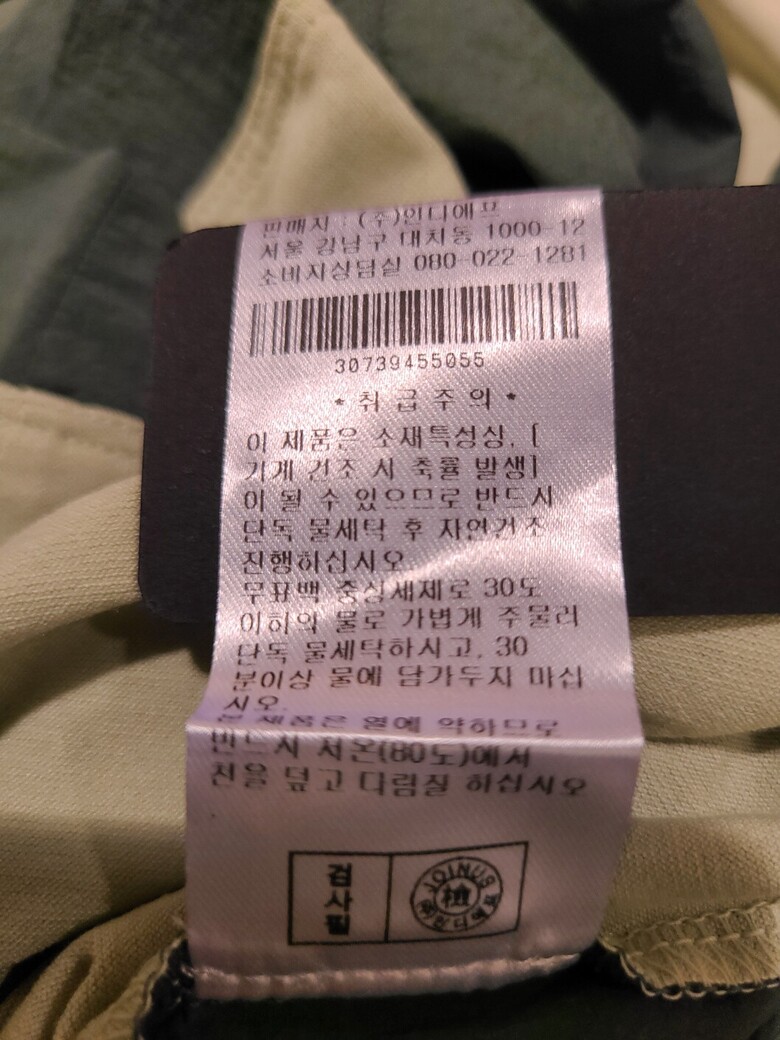 판매자 : (주)인디에프
서울 강남구 대치동 1000-12
소비자상담실 080-022-1281
30739455055
*취급주의*
이 제품은 소재특성상, [
기계 건조 시 축률 발생]
이 될 수 있으므로 반드시
단독 물세탁 후 자연건조
진행하십시오.
무표백 중성세제로 30도
이하의 물로 가볍게 주물러
단독 물세탁하시고, 30
분이상 물에 담가두지 마십
시오.
본 제품은 열에 약하므로
반드시 저온(80도)에서
천을 덮고 다림질 하십시오
검사필
JOINUS
檢
㈜인디에프